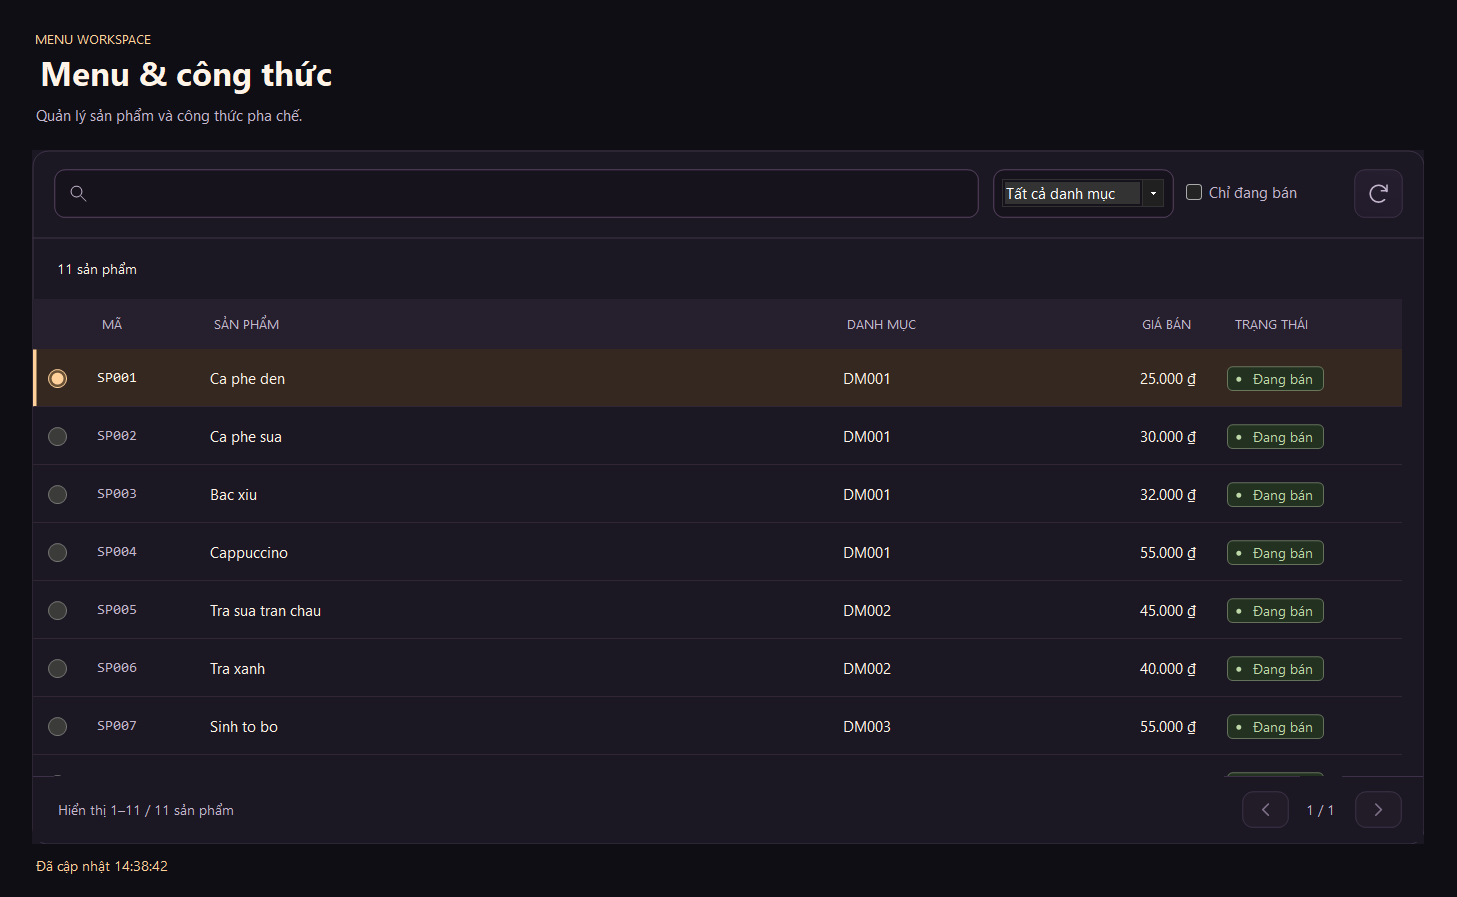 MENU WORKSPACE
Menu & công thức
Quản lý sản phẩm và công thức pha chế.
Tất cả danh mục Chỉ đang bán
11 sản phẩm
MÃ SẢN PHẨM DANH MỤC GIÁ BÁN TRẠNG THÁI
SP001 Ca phe den DM001 25.000 ₫ • Đang bán
SP002 Ca phe sua DM001 30.000 ₫ • Đang bán
SP003 Bac xiu DM001 32.000 ₫ • Đang bán
SP004 Cappuccino DM001 55.000 ₫ • Đang bán
SP005 Tra sua tran chau DM002 45.000 ₫ • Đang bán
SP006 Tra xanh DM002 40.000 ₫ • Đang bán
SP007 Sinh to bo DM003 55.000 ₫ • Đang bán
Hiển thị 1–11 / 11 sản phẩm 1 / 1
Đã cập nhật 14:38:42